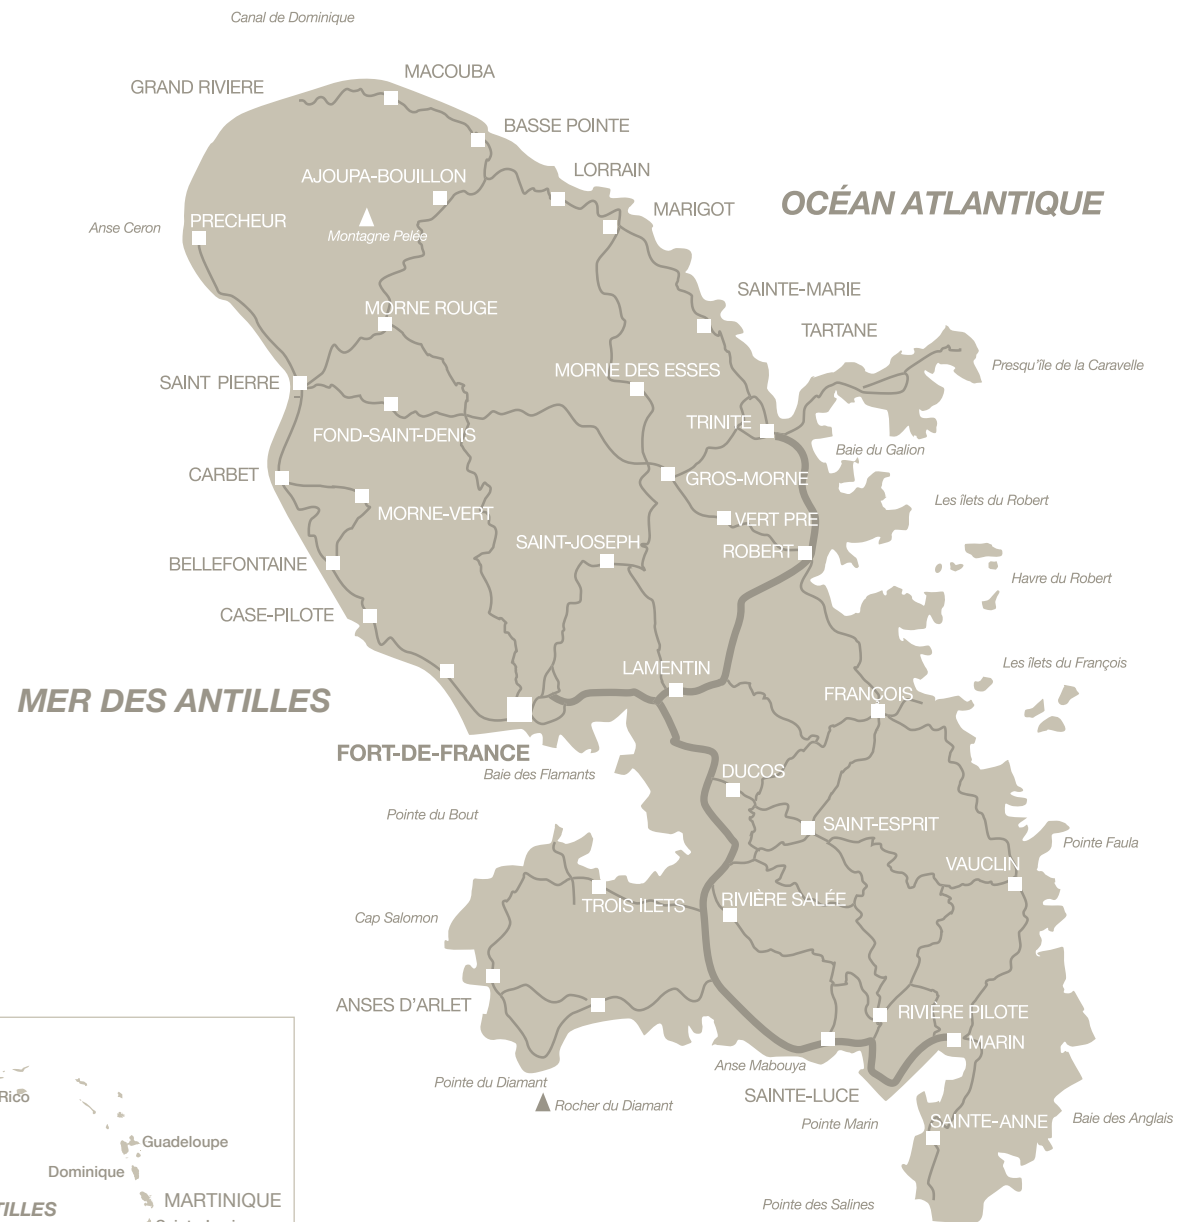 Canal de Dominique
MACOUBA
GRAND RIVIERE
BASSE POINTE
AJOUPA-BOUILLON
LORRAIN
OCÉAN ATLANTIQUE
MARIGOT
PRECHEUR
Anse Ceron
Montagne Pelée
SAINTE-MARIE
MORNE ROUGE
TARTANE
Presqu'île de la Caravelle
MORNE DES ESSES
SAINT PIERRE
TRINITE
FOND-SAINT-DENIS
Baie du Galion
CARBET
GROS-MORNE
Les îlets du Robert
MORNE-VERT
VERT PRE
SAINT-JOSEPH
ROBERT
BELLEFONTAINE
Havre du Robert
CASE-PILOTE
Les îlets du François
LAMENTIN
FRANÇOIS
MER DES ANTILLES
FORT-DE-FRANCE
Baie des Flamants
DUCOS
Pointe du Bout
SAINT-ESPRIT
Pointe Faula
VAUCLIN
TROIS ILETS
RIVIÈRE SALÉE
Cap Salomon
ANSES D'ARLET
RIVIÈRE PILOTE
MARIN
Anse Mabouya
Pointe du Diamant
SAINTE-LUCE
Rocher du Diamant
Pointe Marin
SAINTE-ANNE
Baie des Anglais
Pointe des Salines
Rico
Guadeloupe
Dominique
MARTINIQUE
TILLES